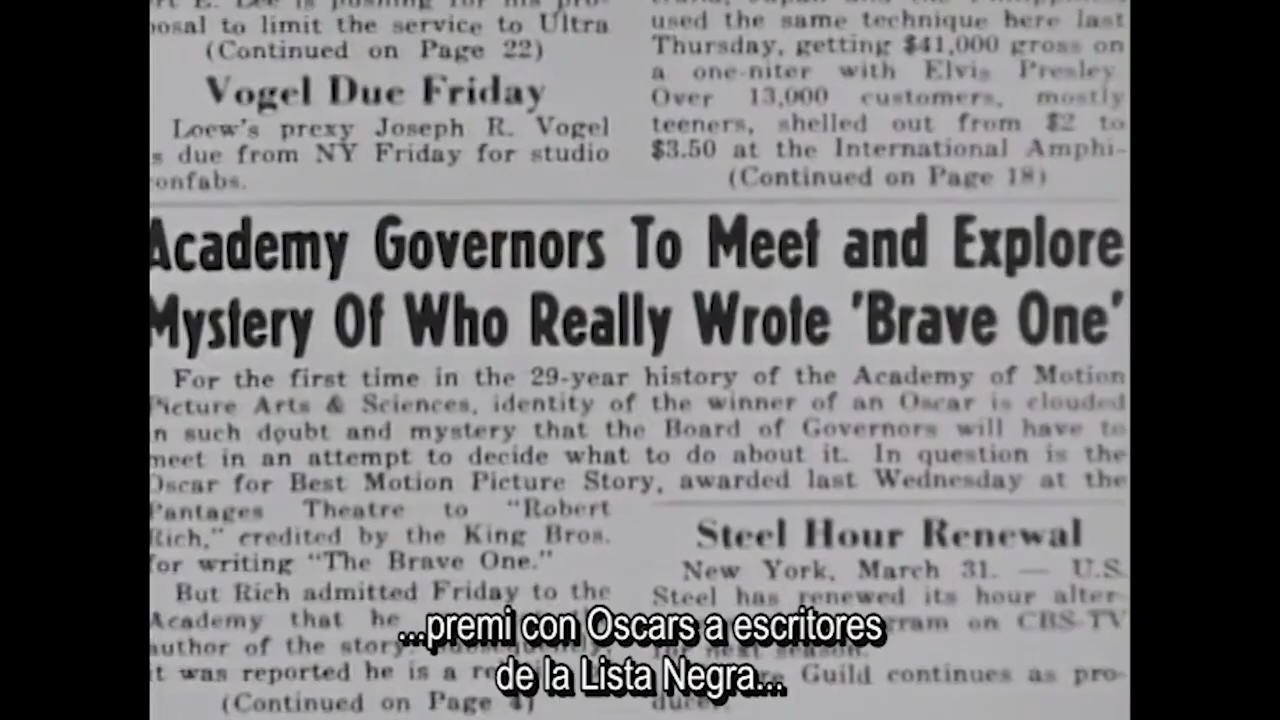 posal to limit the service to Ultra
(Continued on Page 22)
Vogel Due Friday
Loew's prexy Joseph R. Vogel
s due from NY Friday for studio
onfabs.
used the same technique here last
Thursday, getting $41,000 gross on
a one-niter with Elvis Presley
Over 13,000 customers, mostly
teeners, shelled out from $2 to
$3.50 at the International Amphi-
(Continued on Page 18)
Academy Governors To Meet and Explore
Mystery Of Who Really Wrote 'Brave One'
For the first time in the 29-year history of the Academy of Motion
Picture Arts & Sciences, identity of the winner of an Oscar is clouded
n such doubt and mystery that the Board of Governors will have to
meet in an attempt to decide what to do about it. In question is the
Oscar for Best Motion Picture Story, awarded last Wednesday at the
Pantages Theatre to "Robert
Rich," credited by the King Bros.
for writing "The Brave One."
But Rich admitted Friday to the
Academy that he
author of the story.
t was reported he is a
(Continued on Page 4)
Steel Hour Renewal
New York, March 31. — U.S.
Steel has renewed its hour alter-
gram on CBS-TV
for next season.
Guild continues as pro-
ducer.
...premi con Oscars a escritores
de la Lista Negra...